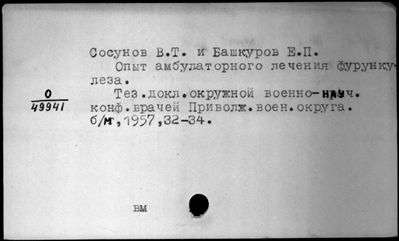 Сосунов В.Т. и Башкуров Е.П.
Опыт амбулаторного лечения фурунку-
леза.
О
49941
Тез.докл.окружной военно-науч.
конф.врачей Приволж.воен.округа.
б/м,1957,32-34.
вм